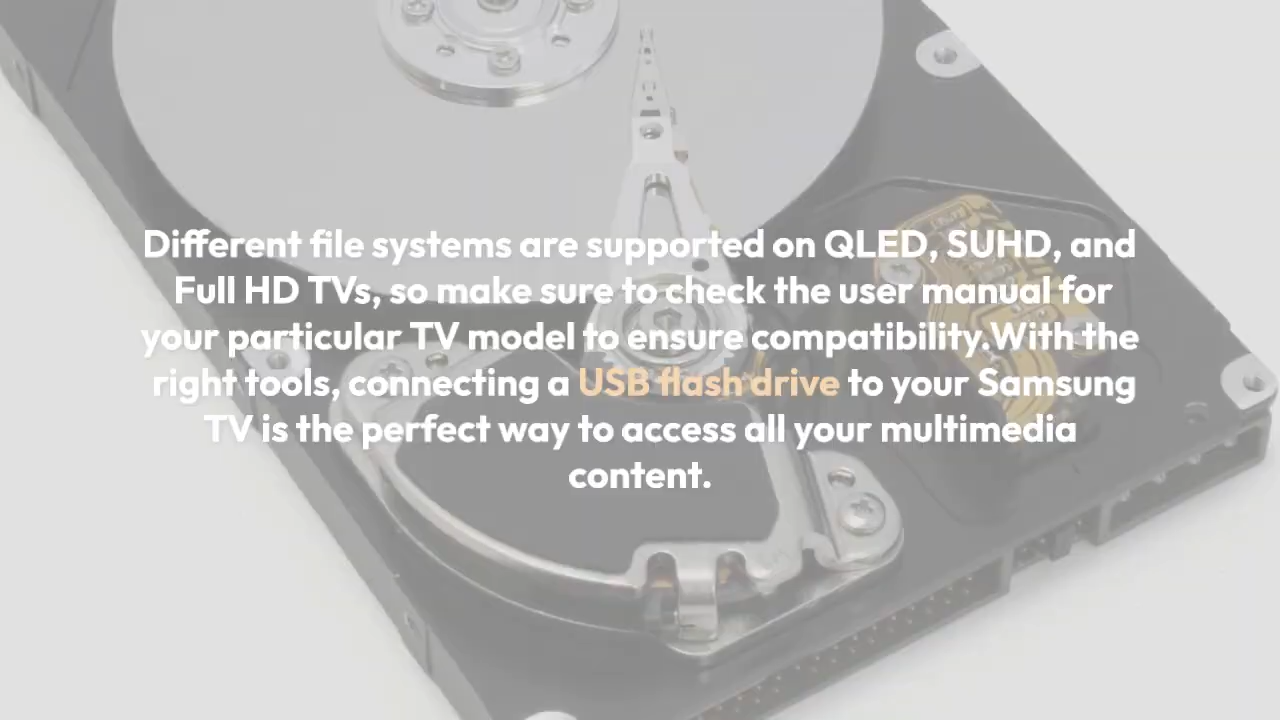 Different file systems are supported on QLED, SUHD, and
Full HD TVs, so make sure to check the user manual for
your particular TV model to ensure compatibility.With the
right tools, connecting a USB flash drive to your Samsung
TV is the perfect way to access all your multimedia
content.